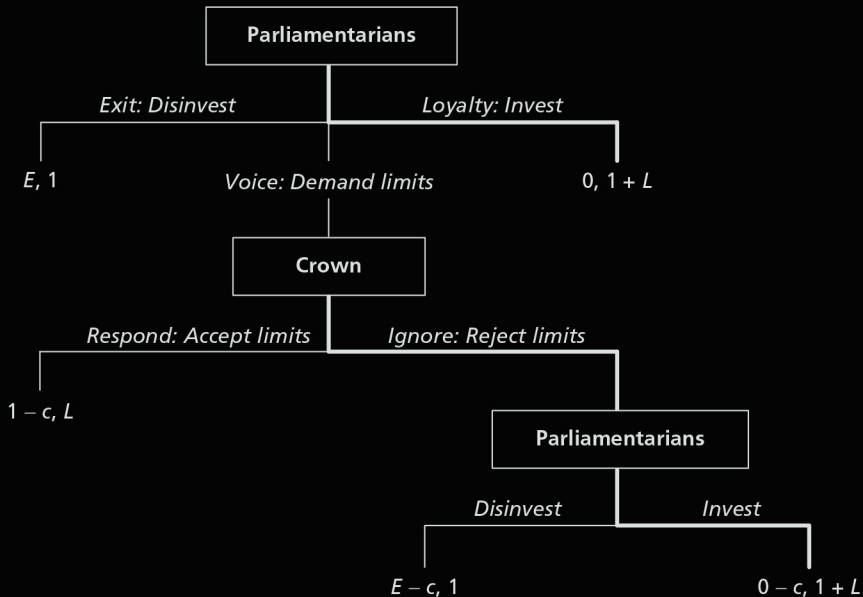 Parliamentarians
Exit: Disinvest
Loyalty: Invest
E, 1
Voice: Demand limits
0, 1 + L
Crown
Respond: Accept limits
Ignore: Reject limits
1 – c, L
Parliamentarians
Disinvest
Invest
E – c, 1
0 – c, 1 + L